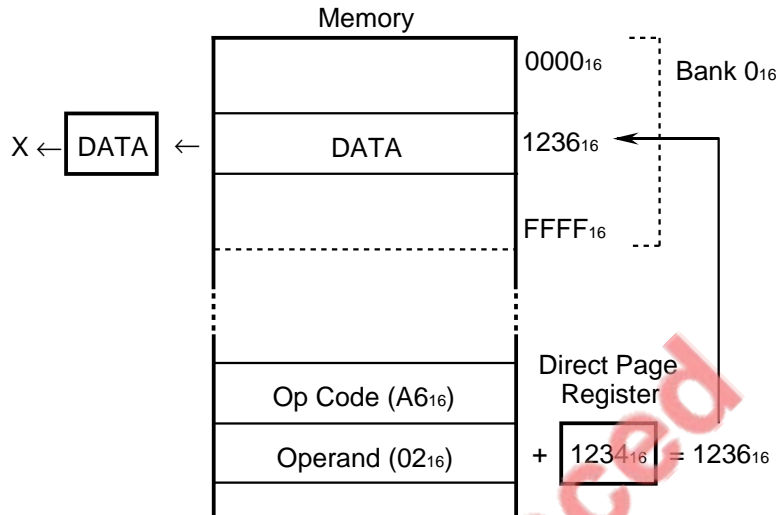 Memory
0000₁₆
Bank 0₁₆
X ← DATA ← DATA 1236₁₆
FFFF₁₆
Direct Page
Register
Op Code (A6₁₆)
Operand (02₁₆) + 1234₁₆ = 1236₁₆